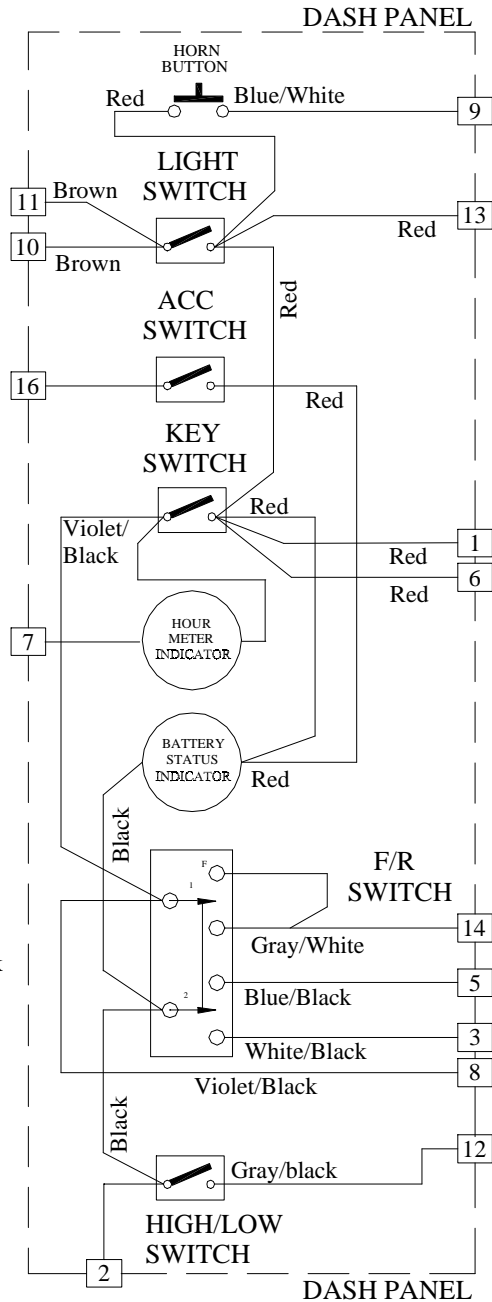 DASH PANEL
HORN
BUTTON
Red
Blue/White
9
LIGHT
SWITCH
11
Brown
13
Red
10
Brown
Red
ACC
SWITCH
16
Red
KEY
SWITCH
Red
Violet/
Black
1
Red
6
Red
7
HOUR
METER
INDICATOR
BATTERY
STATUS
INDICATOR
Red
Black
F/R
SWITCH
F
1
14
Gray/White
5
Blue/Black
2
3
White/Black
8
Violet/Black
Black
12
Gray/black
HIGH/LOW
SWITCH
2
DASH PANEL